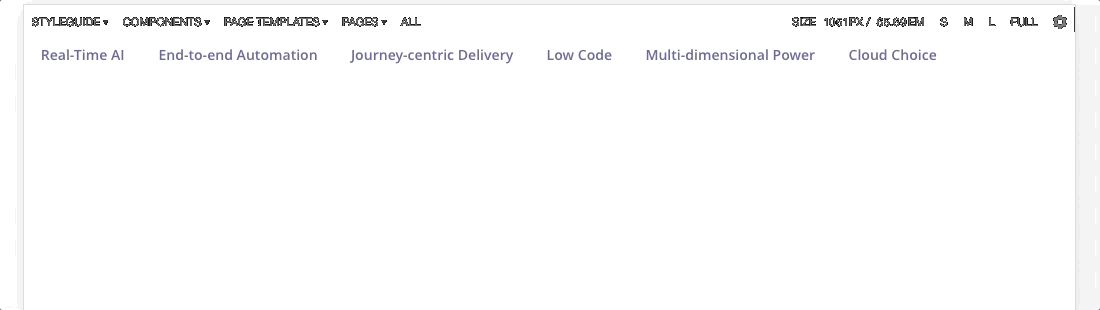 STYLEGUIDE ▾ COMPONENTS ▾ PAGE TEMPLATES ▾ PAGES ▾ ALL SIZE 1061PX / 65.69EM S M L FULL
Real-Time AI End-to-end Automation Journey-centric Delivery Low Code Multi-dimensional Power Cloud Choice